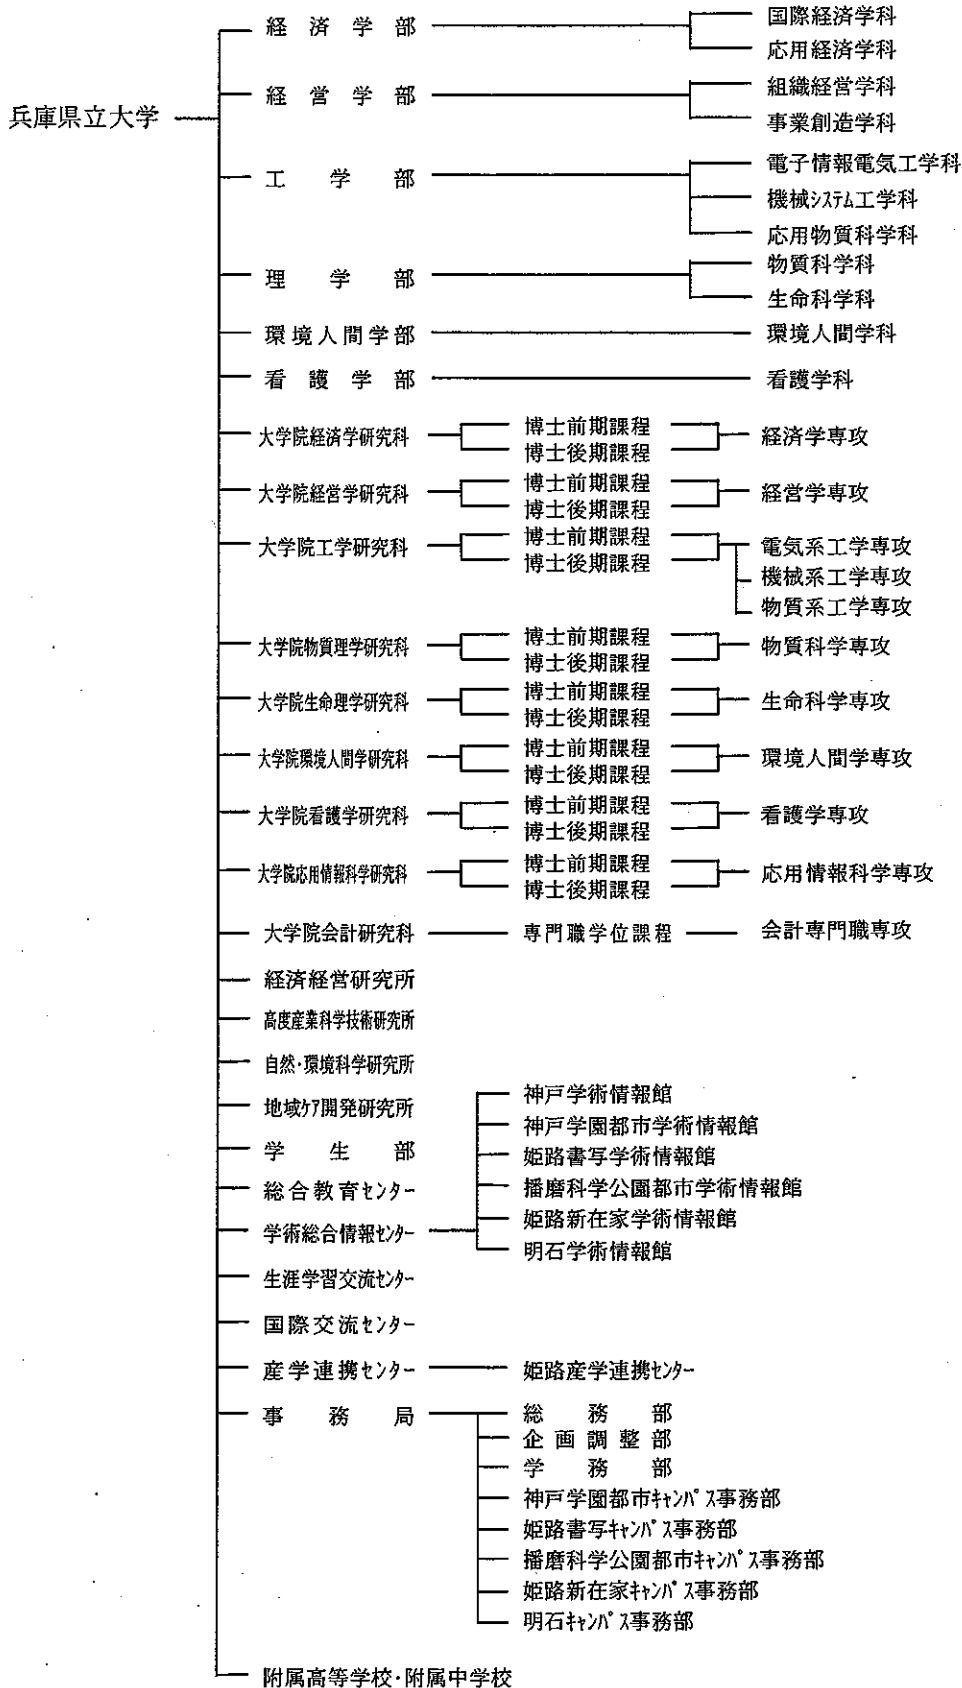 兵庫県立大学
経済学部 国際経済学科
応用経済学科
経営学部 組織経営学科
事業創造学科
工学部 電子情報電気工学科
機械システム工学科
応用物質科学科
理学部 物質科学科
生命科学科
環境人間学部 環境人間学科
看護学部 看護学科
大学院経済学研究科 博士前期課程 経済学専攻
博士後期課程
大学院経営学研究科 博士前期課程 経営学専攻
博士後期課程
大学院工学研究科 博士前期課程 電気系工学専攻
博士後期課程 機械系工学専攻
物質系工学専攻
大学院物質理学研究科 博士前期課程 物質科学専攻
博士後期課程
大学院生命理学研究科 博士前期課程 生命科学専攻
博士後期課程
大学院環境人間学研究科 博士前期課程 環境人間学専攻
博士後期課程
大学院看護学研究科 博士前期課程 看護学専攻
博士後期課程
大学院応用情報科学研究科 博士前期課程 応用情報科学専攻
博士後期課程
大学院会計研究科 専門職学位課程 会計専門職専攻
経済経営研究所
高度産業科学技術研究所
自然・環境科学研究所
地域ケア開発研究所
学生部
総合教育センター
学術総合情報センター 神戸学術情報館
神戸学園都市学術情報館
姫路書写学術情報館
播磨科学公園都市学術情報館
姫路新在家学術情報館
明石学術情報館
生涯学習交流センター
国際交流センター
産学連携センター 姫路産学連携センター
事務局 総務部
企画調整部
学務部
神戸学園都市キャンパス事務部
姫路書写キャンパス事務部
播磨科学公園都市キャンパス事務部
姫路新在家キャンパス事務部
明石キャンパス事務部
附属高等学校・附属中学校